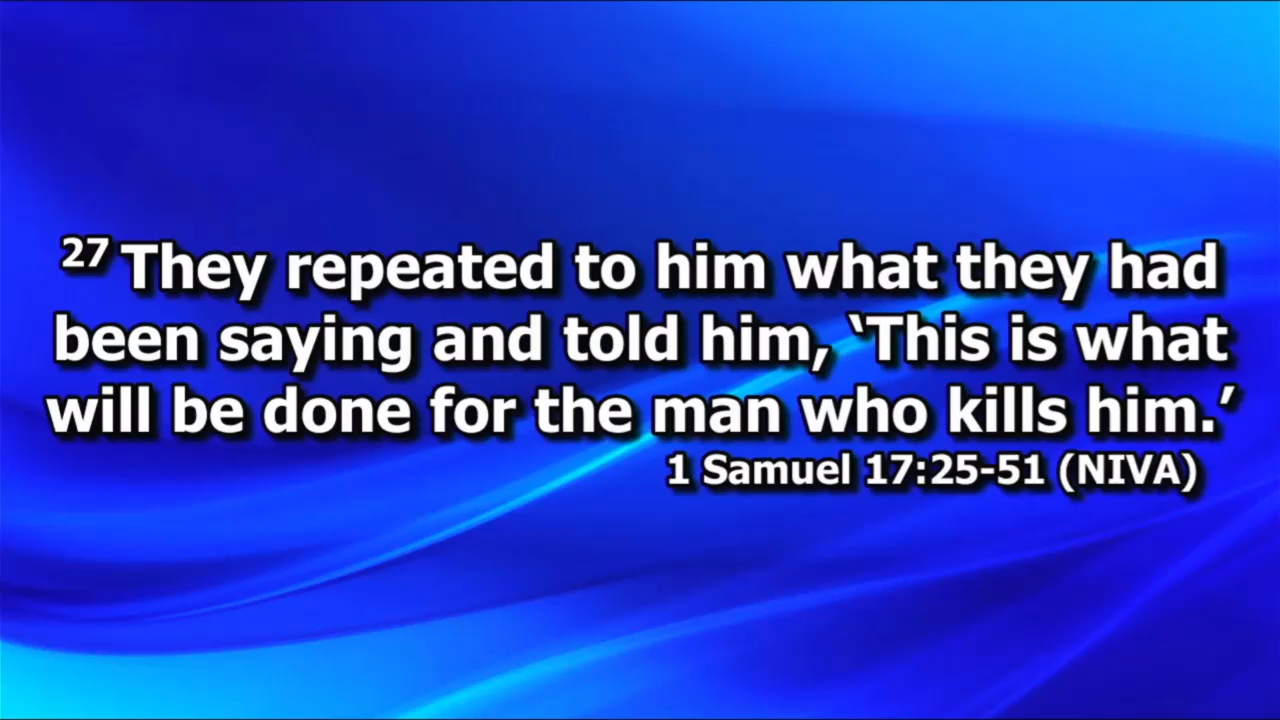 27 They repeated to him what they had
been saying and told him, ‘This is what
will be done for the man who kills him.’
1 Samuel 17:25-51 (NIVA)